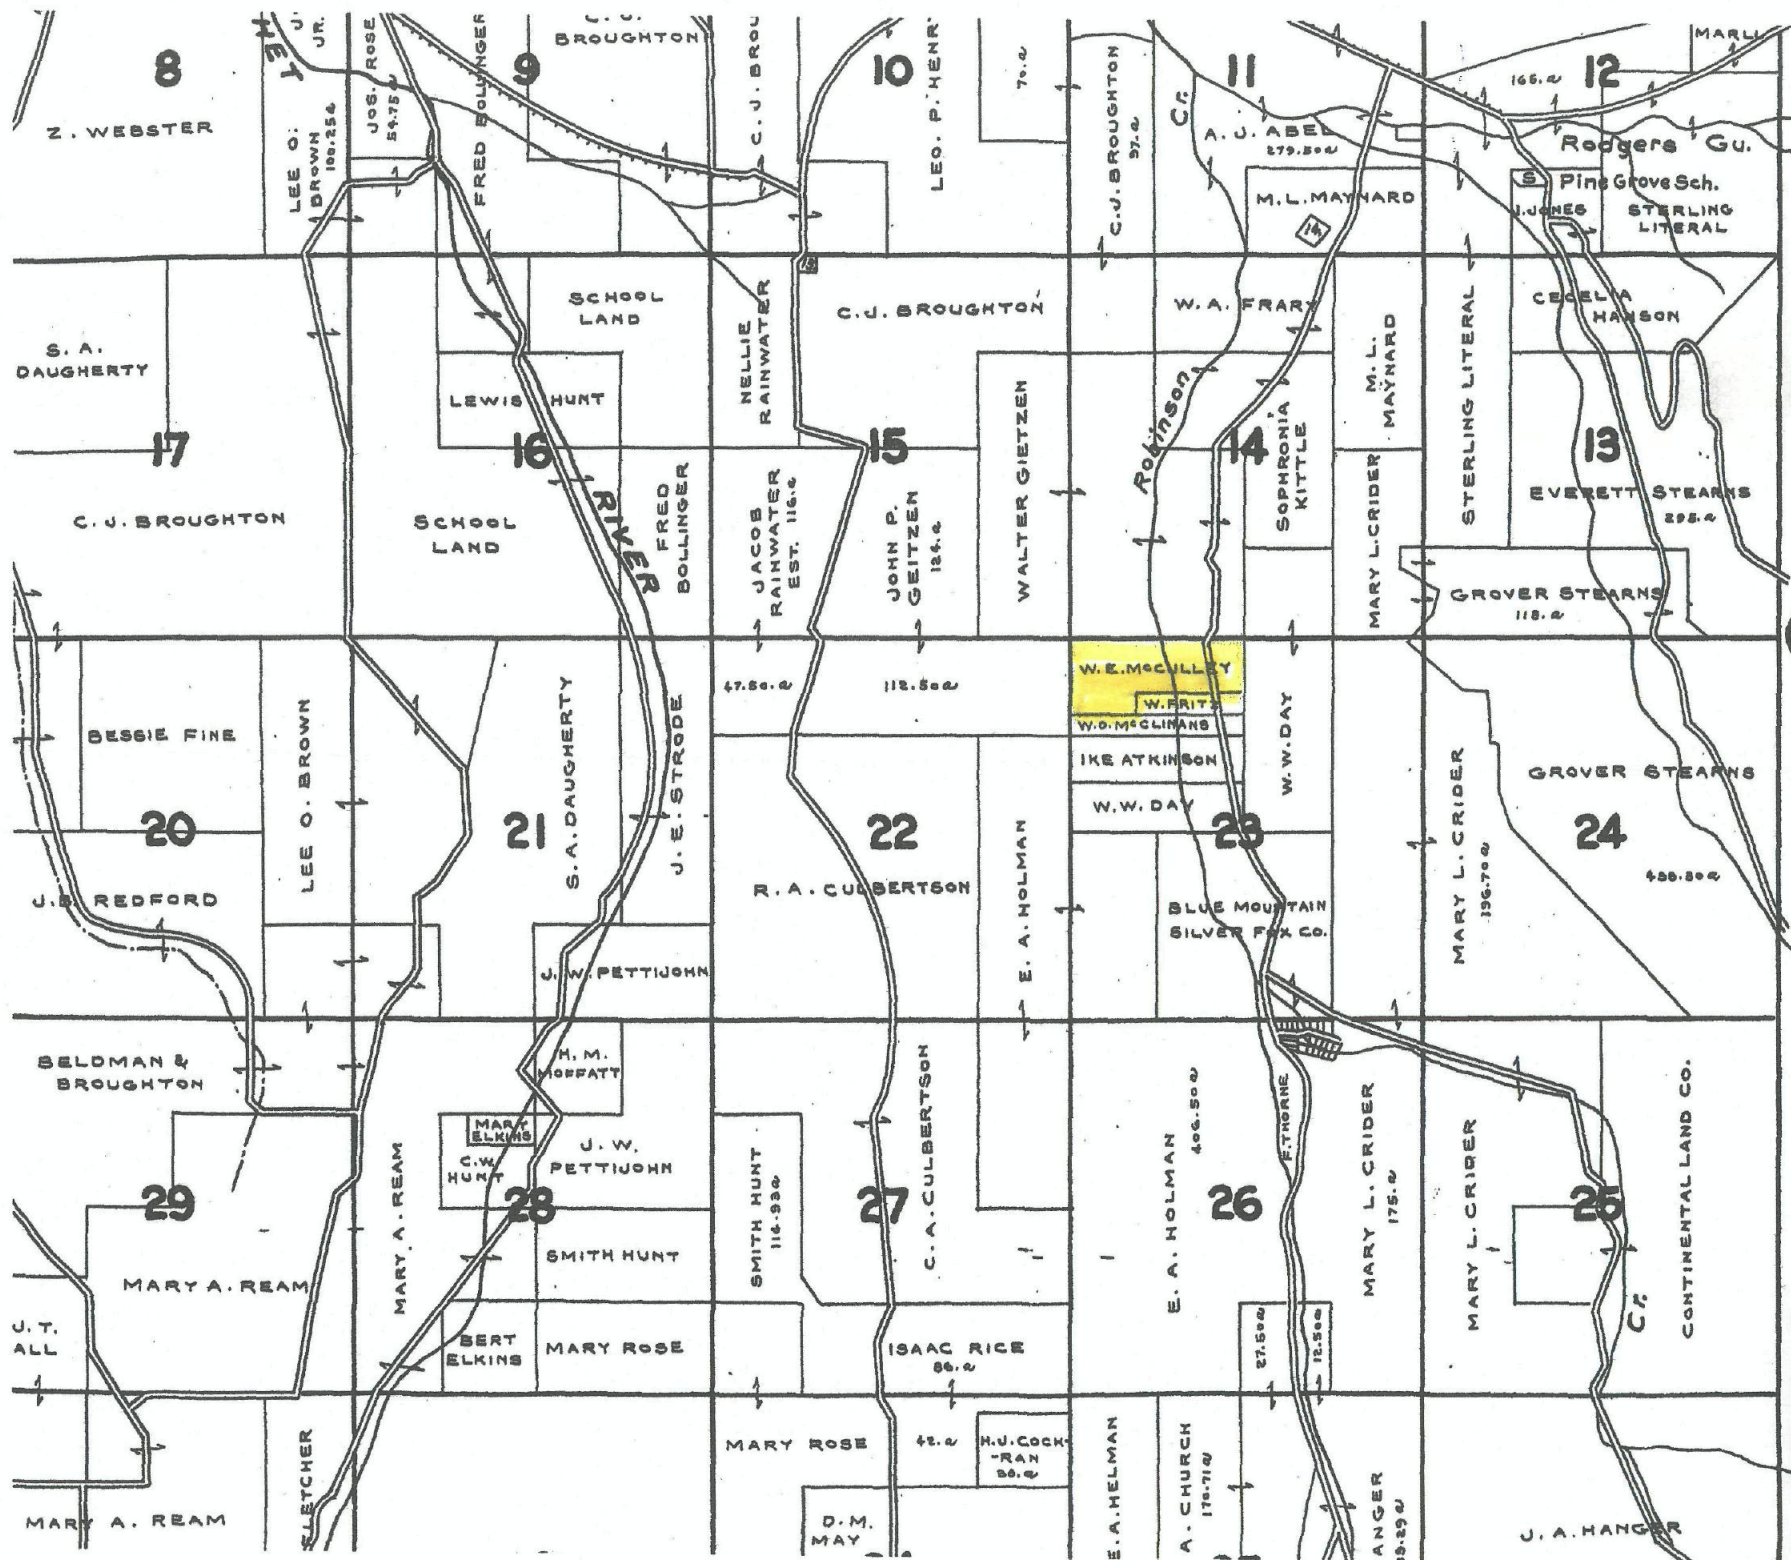 8
Z. WEBSTER
HET
J.
JR.
LEE O.
BROWN
100.25a
JOS. ROSE
54.75a
9
FRED BOLLINGER
C. J.
BROUGHTON
10
LEO. P. HENRY
70.a
C.J. BROUGHTON
97.a
Cr.
11
A. J. ABEL
279.50a
M.L. MAYNARD
12
165.a
Rodgers Gu.
S
Pine Grove Sch.
I. JONES
STERLING
LITERAL
S. A.
DAUGHERTY
17
C. J. BROUGHTON
SCHOOL
LAND
LEWIS HUNT
16
SCHOOL
LAND
RIVER
FRED
BOLLINGER
NELLIE
RAINWATER
C.J. BROUGHTON
15
JACOB
RAINWATER
EST. 116.a
JOHN P.
GEITZEN
124.a
WALTER GIETZEN
W.A. FRARY
Robinson
14
SOPHRONIA
KITTLE
M. L.
MAYNARD
MARY L. CRIDER
STERLING LITERAL
CECELIA
HANSON
13
EVERETT STEARNS
295.a
GROVER STEARNS
118.a
BESSIE FINE
20
J.B. REDFORD
LEE O. BROWN
21
S.A. DAUGHERTY
J. E. STRODE
J. W. PETTIJOHN
47.50.a
112.50a
22
R.A. CULBERTSON
E. A. HOLMAN
W.E. McCULLEY
W. FRITZ
W.O. McCLINANS
IKE ATKINSON
W.W. DAY
W.W. DAY
23
BLUE MOUNTAIN
SILVER FOX CO.
MARY L. CRIDER
196.70a
GROVER STEARNS
24
BELDMAN &
BROUGHTON
29
MARY A. REAM
J. T.
ALL
MARY A. REAM
H. M.
MOFFATT
MARY
ELKINS
C.W.
HUNT
J. W.
PETTIJOHN
28
SMITH HUNT
BERT
ELKINS
MARY ROSE
SMITH HUNT
27
C. A. CULBERTSON
ISAAC RICE
86.a
E. A. HOLMAN
406.50a
26
F. THORNE
MARY L. CRIDER
175.a
27.50a
12.50a
MARY L. CRIDER
25
Cr.
CONTINENTAL LAND CO.
MARY A. REAM
FLETCHER
MARY ROSE
42.a
H.J. COCK-
-RAN
D. M.
MAY
E. A. HELMAN
A. CHURCH
170.71a
ANGER
J. A. HANGER